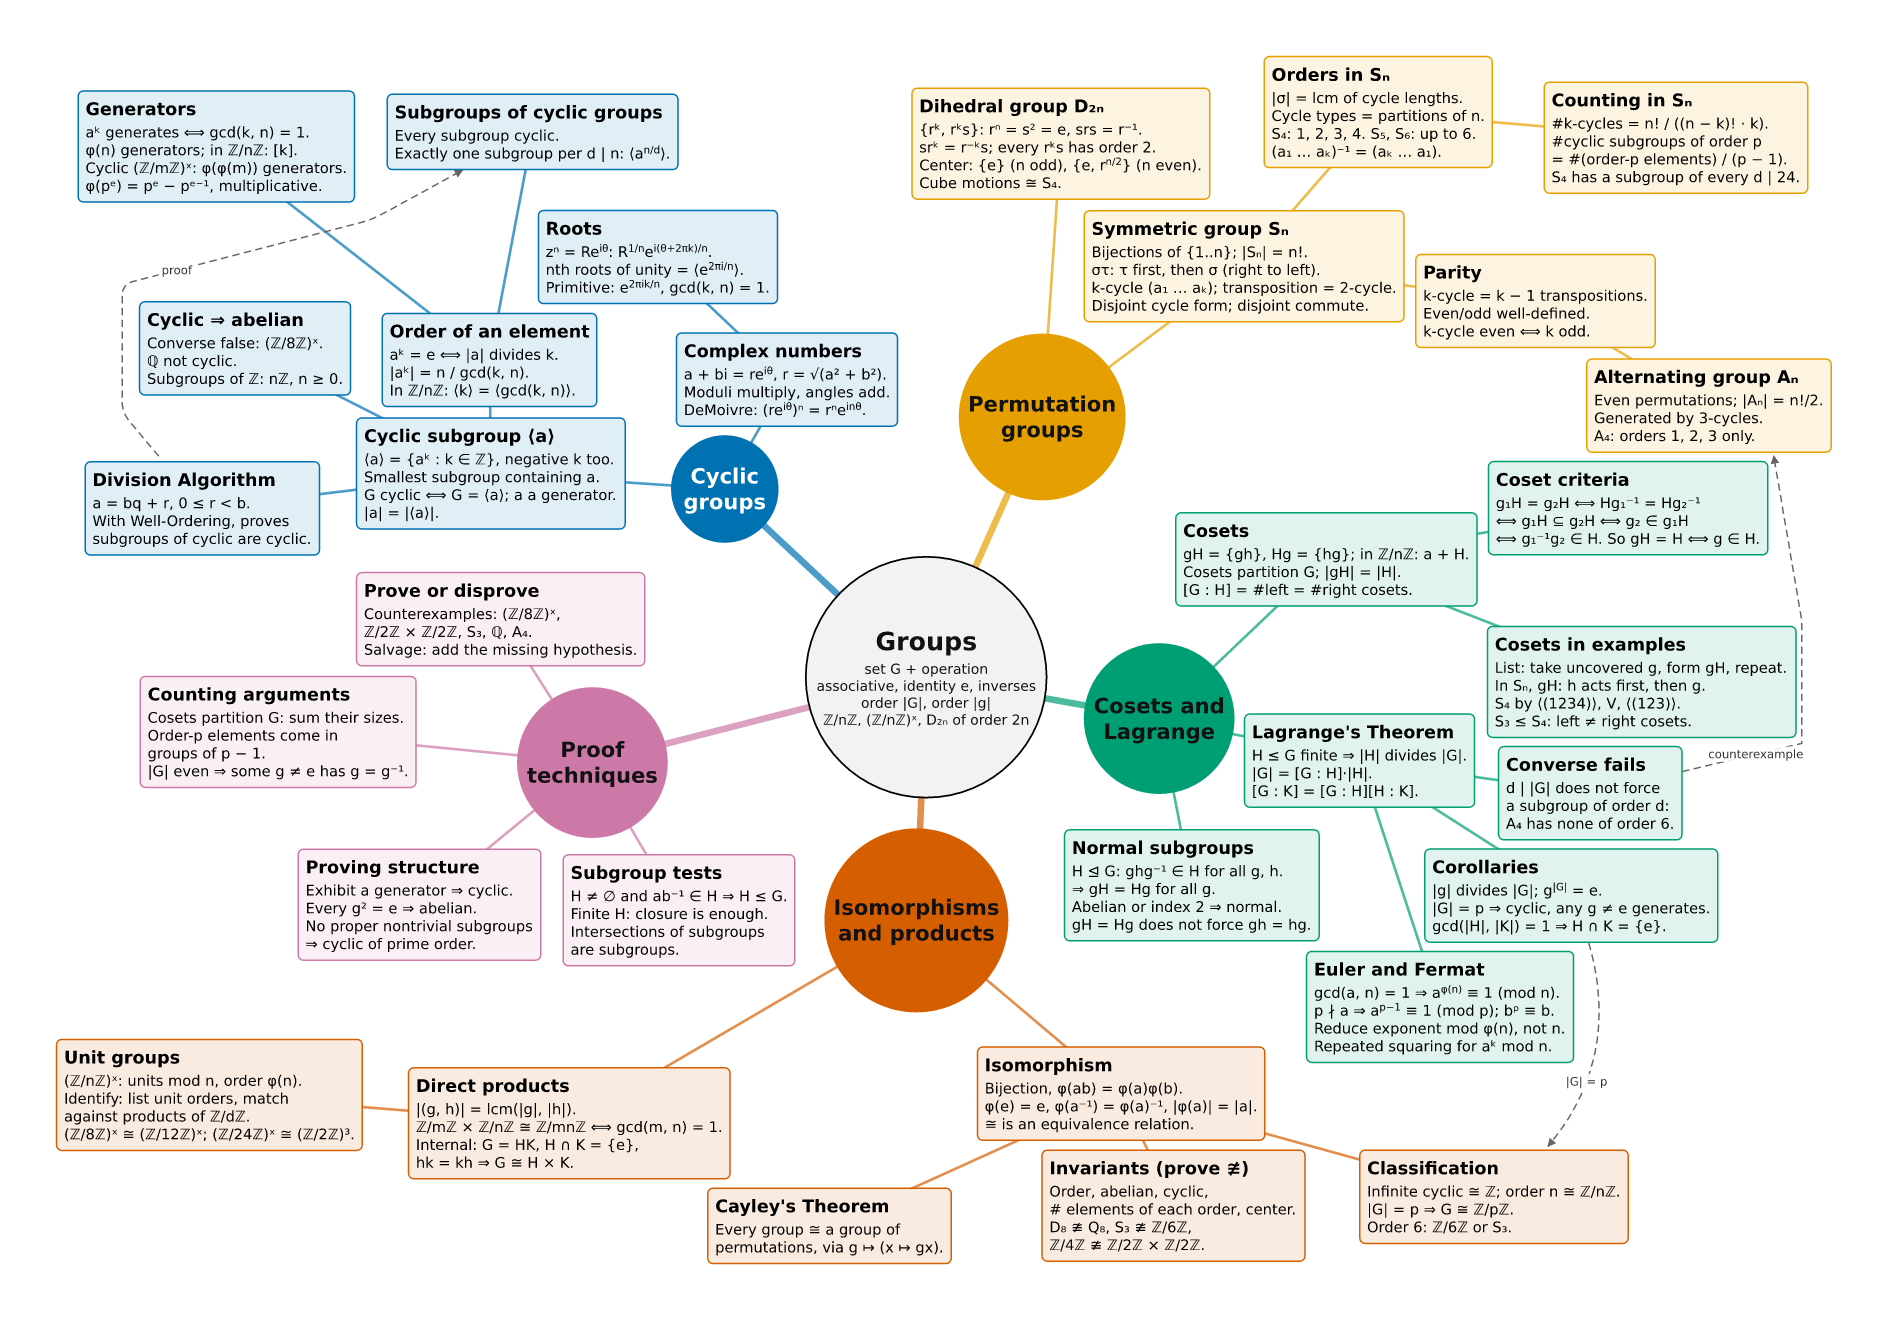 Groups
set G + operation
associative, identity e, inverses
order |G|, order |g|
ℤ/nℤ, (ℤ/nℤ)ˣ, D₂ₙ of order 2n
Cyclic
groups
Generators
aᵏ generates ⟺ gcd(k, n) = 1.
φ(n) generators; in ℤ/nℤ: [k].
Cyclic (ℤ/mℤ)ˣ: φ(φ(m)) generators.
φ(pᵉ) = pᵉ − pᵉ⁻¹, multiplicative.
Subgroups of cyclic groups
Every subgroup cyclic.
Exactly one subgroup per d | n: ⟨aⁿᐟᵈ⟩.
Roots
zⁿ = Reⁱᶿ: R¹ᐟⁿeⁱ⁽ᶿ⁺²πᵏ⁾ᐟⁿ.
nth roots of unity = ⟨e²πⁱᐟⁿ⟩.
Primitive: e²πⁱᵏᐟⁿ, gcd(k, n) = 1.
proof
Cyclic ⇒ abelian
Converse false: (ℤ/8ℤ)ˣ.
ℚ not cyclic.
Subgroups of ℤ: nℤ, n ≥ 0.
Order of an element
aᵏ = e ⟺ |a| divides k.
|aᵏ| = n / gcd(k, n).
In ℤ/nℤ: ⟨k⟩ = ⟨gcd(k, n)⟩.
Complex numbers
a + bi = reⁱᶿ, r = √(a² + b²).
Moduli multiply, angles add.
DeMoivre: (reⁱᶿ)ⁿ = rⁿeⁱⁿᶿ.
Cyclic subgroup ⟨a⟩
⟨a⟩ = {aᵏ : k ∈ ℤ}, negative k too.
Smallest subgroup containing a.
G cyclic ⟺ G = ⟨a⟩; a a generator.
|a| = |⟨a⟩|.
Division Algorithm
a = bq + r, 0 ≤ r < b.
With Well-Ordering, proves
subgroups of cyclic are cyclic.
Permutation
groups
Dihedral group D₂ₙ
{rᵏ, rᵏs}: rⁿ = s² = e, srs = r⁻¹.
srᵏ = r⁻ᵏs; every rᵏs has order 2.
Center: {e} (n odd), {e, rⁿᐟ²} (n even).
Cube motions ≅ S₄.
Orders in Sₙ
|σ| = lcm of cycle lengths.
Cycle types = partitions of n.
S₄: 1, 2, 3, 4. S₅, S₆: up to 6.
(a₁ … aₖ)⁻¹ = (aₖ … a₁).
Counting in Sₙ
#k-cycles = n! / ((n − k)! · k).
#cyclic subgroups of order p
= #(order-p elements) / (p − 1).
S₄ has a subgroup of every d | 24.
Symmetric group Sₙ
Bijections of {1..n}; |Sₙ| = n!.
στ: τ first, then σ (right to left).
k-cycle (a₁ … aₖ); transposition = 2-cycle.
Disjoint cycle form; disjoint commute.
Parity
k-cycle = k − 1 transpositions.
Even/odd well-defined.
k-cycle even ⟺ k odd.
Alternating group Aₙ
Even permutations; |Aₙ| = n!/2.
Generated by 3-cycles.
A₄: orders 1, 2, 3 only.
Cosets and
Lagrange
Coset criteria
g₁H = g₂H ⟺ Hg₁⁻¹ = Hg₂⁻¹
⟺ g₁H ⊆ g₂H ⟺ g₂ ∈ g₁H
⟺ g₁⁻¹g₂ ∈ H. So gH = H ⟺ g ∈ H.
Cosets
gH = {gh}, Hg = {hg}; in ℤ/nℤ: a + H.
Cosets partition G; |gH| = |H|.
[G : H] = #left = #right cosets.
Cosets in examples
List: take uncovered g, form gH, repeat.
In Sₙ, gH: h acts first, then g.
S₄ by ⟨(1234)⟩, V, ⟨(123)⟩.
S₃ ≤ S₄: left ≠ right cosets.
counterexample
Lagrange's Theorem
H ≤ G finite ⇒ |H| divides |G|.
|G| = [G : H]·|H|.
[G : K] = [G : H][H : K].
Converse fails
d | |G| does not force
a subgroup of order d:
A₄ has none of order 6.
Normal subgroups
H ⊴ G: ghg⁻¹ ∈ H for all g, h.
⇒ gH = Hg for all g.
Abelian or index 2 ⇒ normal.
gH = Hg does not force gh = hg.
Corollaries
|g| divides |G|; g^|G| = e.
|G| = p ⇒ cyclic, any g ≠ e generates.
gcd(|H|, |K|) = 1 ⇒ H ∩ K = {e}.
Euler and Fermat
gcd(a, n) = 1 ⇒ aᵠ⁽ⁿ⁾ ≡ 1 (mod n).
p ∤ a ⇒ aᵖ⁻¹ ≡ 1 (mod p); bᵖ ≡ b.
Reduce exponent mod φ(n), not n.
Repeated squaring for aᵏ mod n.
|G| = p
Proof
techniques
Prove or disprove
Counterexamples: (ℤ/8ℤ)ˣ,
ℤ/2ℤ × ℤ/2ℤ, S₃, ℚ, A₄.
Salvage: add the missing hypothesis.
Counting arguments
Cosets partition G: sum their sizes.
Order-p elements come in
groups of p − 1.
|G| even ⇒ some g ≠ e has g = g⁻¹.
Proving structure
Exhibit a generator ⇒ cyclic.
Every g² = e ⇒ abelian.
No proper nontrivial subgroups
⇒ cyclic of prime order.
Subgroup tests
H ≠ ∅ and ab⁻¹ ∈ H ⇒ H ≤ G.
Finite H: closure is enough.
Intersections of subgroups
are subgroups.
Isomorphisms
and products
Unit groups
(ℤ/nℤ)ˣ: units mod n, order φ(n).
Identify: list unit orders, match
against products of ℤ/dℤ.
(ℤ/8ℤ)ˣ ≅ (ℤ/12ℤ)ˣ; (ℤ/24ℤ)ˣ ≅ (ℤ/2ℤ)³.
Direct products
|(g, h)| = lcm(|g|, |h|).
ℤ/mℤ × ℤ/nℤ ≅ ℤ/mnℤ ⟺ gcd(m, n) = 1.
Internal: G = HK, H ∩ K = {e},
hk = kh ⇒ G ≅ H × K.
Isomorphism
Bijection, φ(ab) = φ(a)φ(b).
φ(e) = e, φ(a⁻¹) = φ(a)⁻¹, |φ(a)| = |a|.
≅ is an equivalence relation.
Cayley's Theorem
Every group ≅ a group of
permutations, via g ↦ (x ↦ gx).
Invariants (prove ≇)
Order, abelian, cyclic,
# elements of each order, center.
D₈ ≇ Q₈, S₃ ≇ ℤ/6ℤ,
ℤ/4ℤ ≇ ℤ/2ℤ × ℤ/2ℤ.
Classification
Infinite cyclic ≅ ℤ; order n ≅ ℤ/nℤ.
|G| = p ⇒ G ≅ ℤ/pℤ.
Order 6: ℤ/6ℤ or S₃.